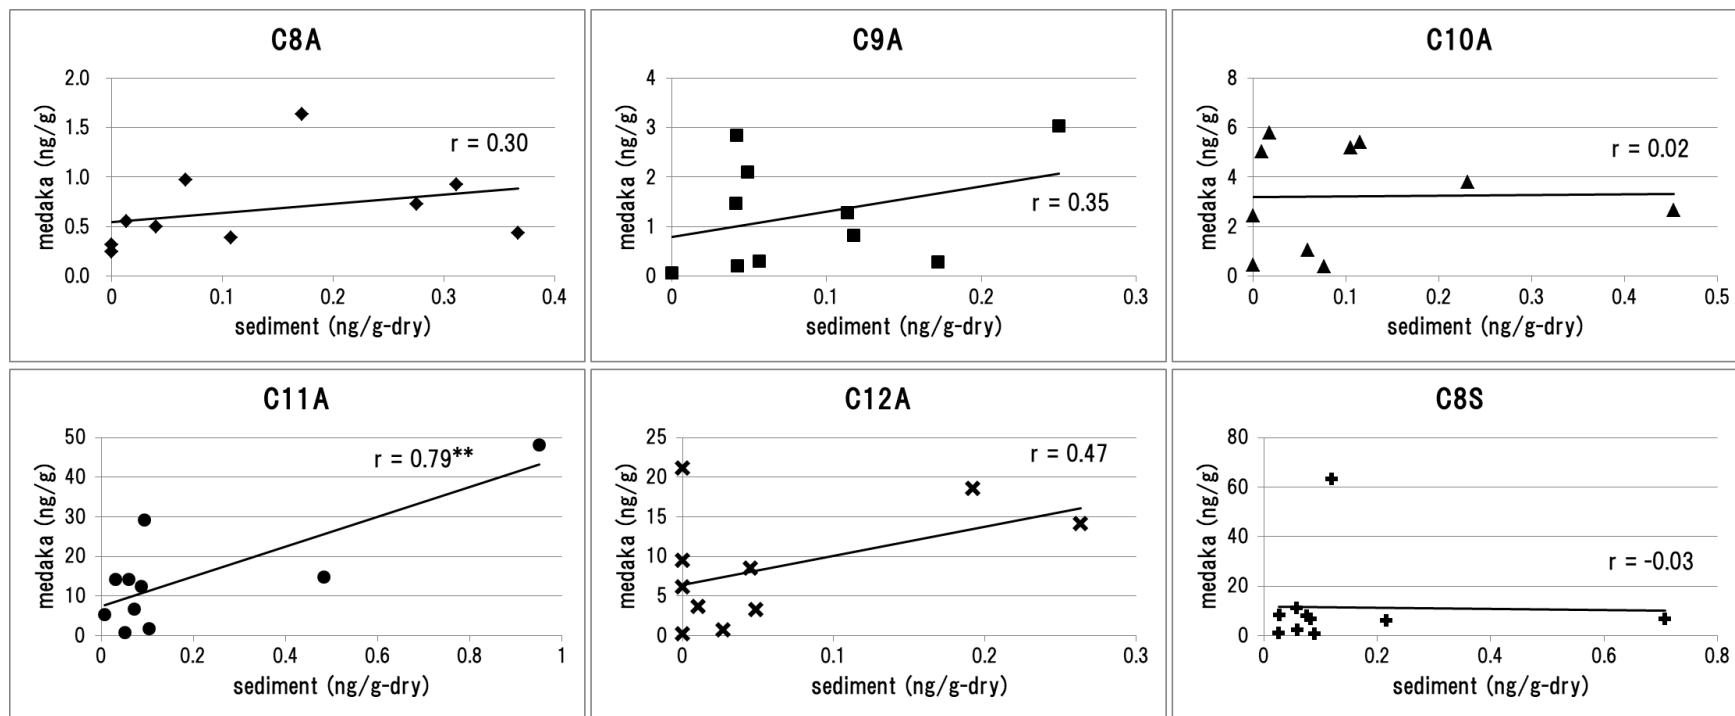 C8A
medaka (ng/g)
2.0
1.5
1.0
0.5
0.0
r = 0.30
0 0.1 0.2 0.3 0.4
sediment (ng/g-dry)
C9A
medaka (ng/g)
4
3
2
1
0
r = 0.35
0 0.1 0.2 0.3
sediment (ng/g-dry)
C10A
medaka (ng/g)
8
6
4
2
0
r = 0.02
0 0.1 0.2 0.3 0.4 0.5
sediment (ng/g-dry)
C11A
medaka (ng/g)
50
40
30
20
10
0
r = 0.79**
0 0.2 0.4 0.6 0.8 1
sediment (ng/g-dry)
C12A
medaka (ng/g)
25
20
15
10
5
0
r = 0.47
0 0.1 0.2 0.3
sediment (ng/g-dry)
C8S
medaka (ng/g)
80
60
40
20
0
r = -0.03
0 0.2 0.4 0.6 0.8
sediment (ng/g-dry)